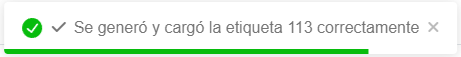 Se generó y cargó la etiqueta 113 correctamente